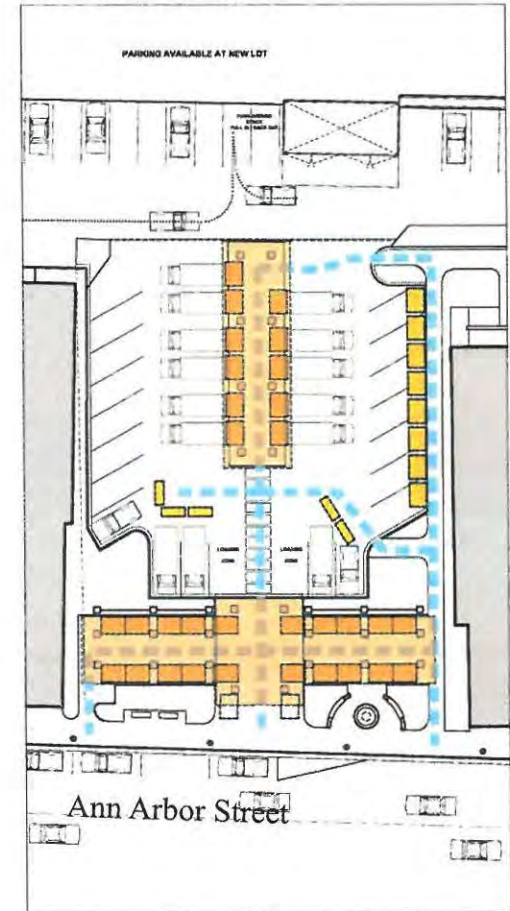 PARKING AVAILABLE AT NEW LOT
LOADING
ZONE
LOADING
ZONE
Ann Arbor Street